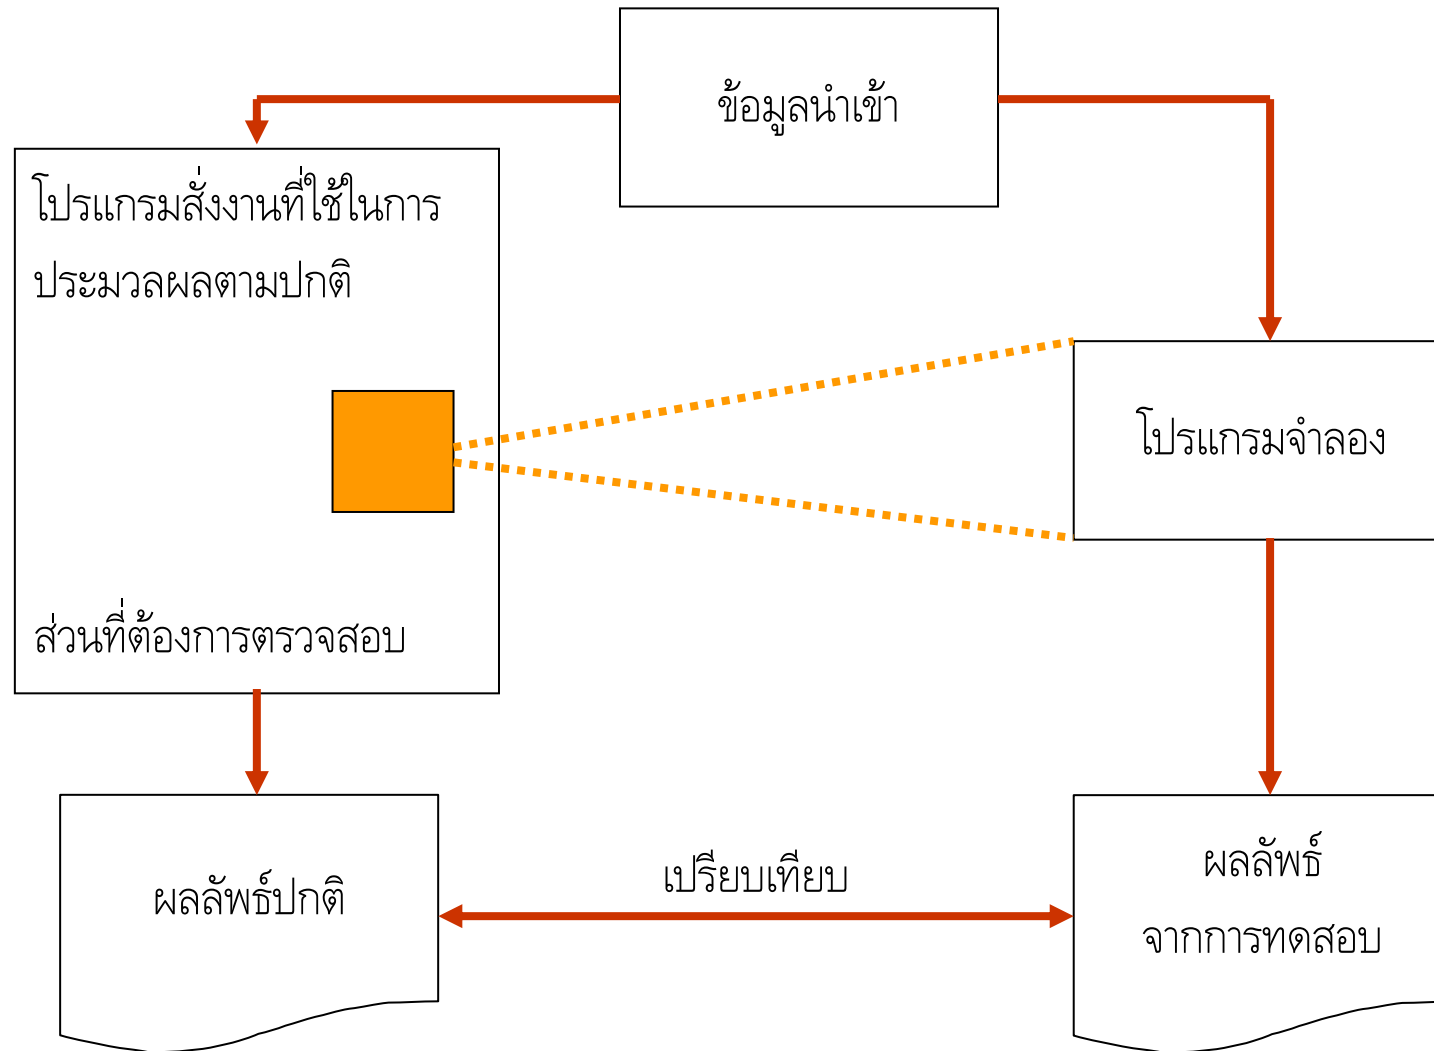 ข้อมูลนำเข้า
โปรแกรมสั่งงานที่ใช้ในการ
ประมวลผลตามปกติ
โปรแกรมจำลอง
ส่วนที่ต้องการตรวจสอบ
ผลลัพธ์ปกติ
เปรียบเทียบ
ผลลัพธ์
จากการทดสอบ